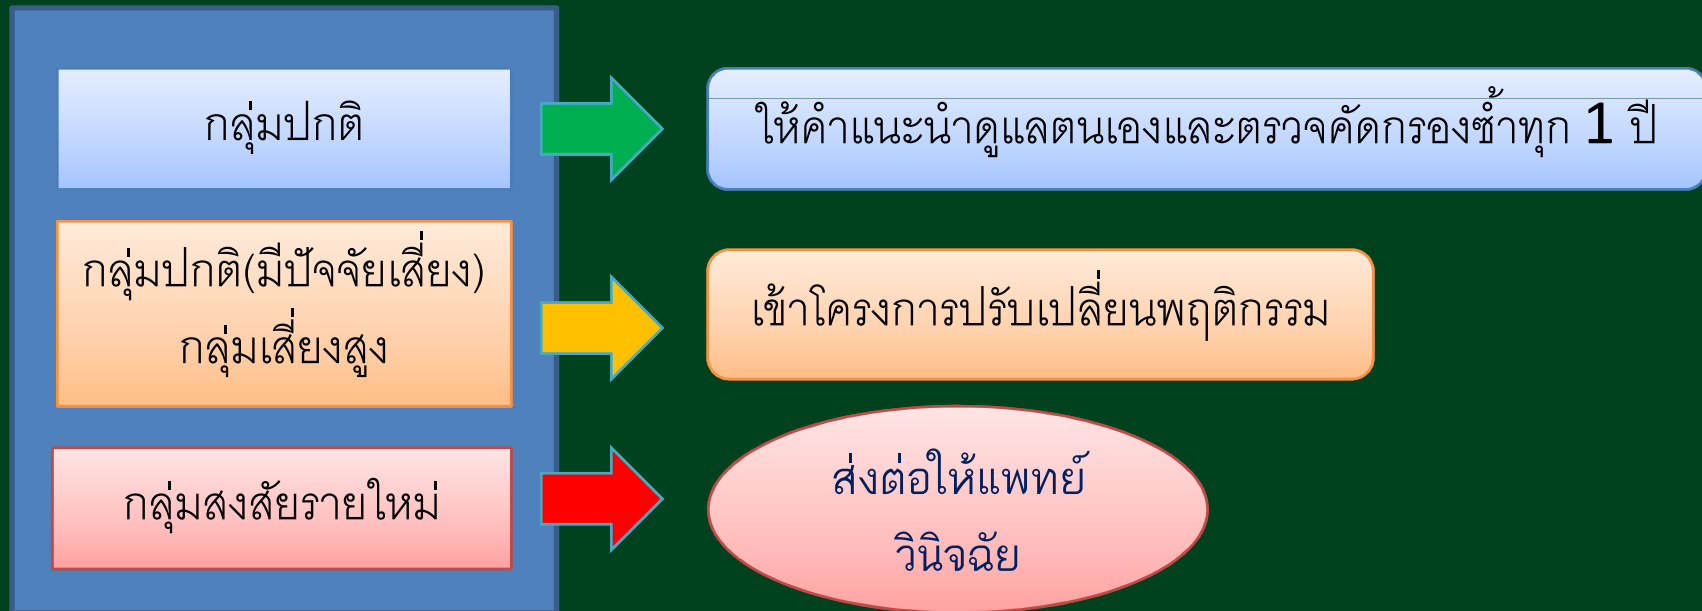 กลุ่มปกติ
ให้คำแนะนำดูแลตนเองและตรวจคัดกรองซ้ำทุก 1 ปี
กลุ่มปกติ(มีปัจจัยเสี่ยง)
กลุ่มเสี่ยงสูง
เข้าโครงการปรับเปลี่ยนพฤติกรรม
กลุ่มสงสัยรายใหม่
ส่งต่อให้แพทย์
วินิจฉัย